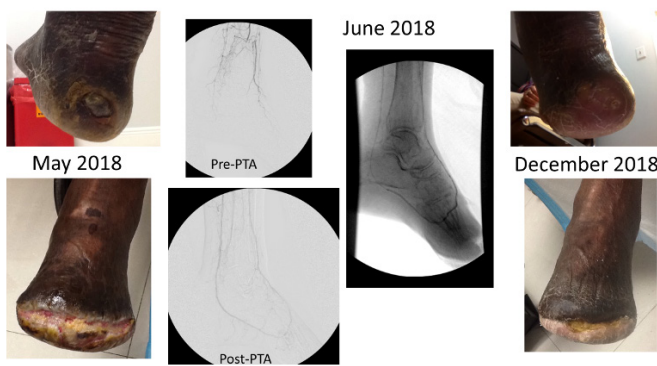 June 2018
Pre-PTA
May 2018
December 2018
Post-PTA